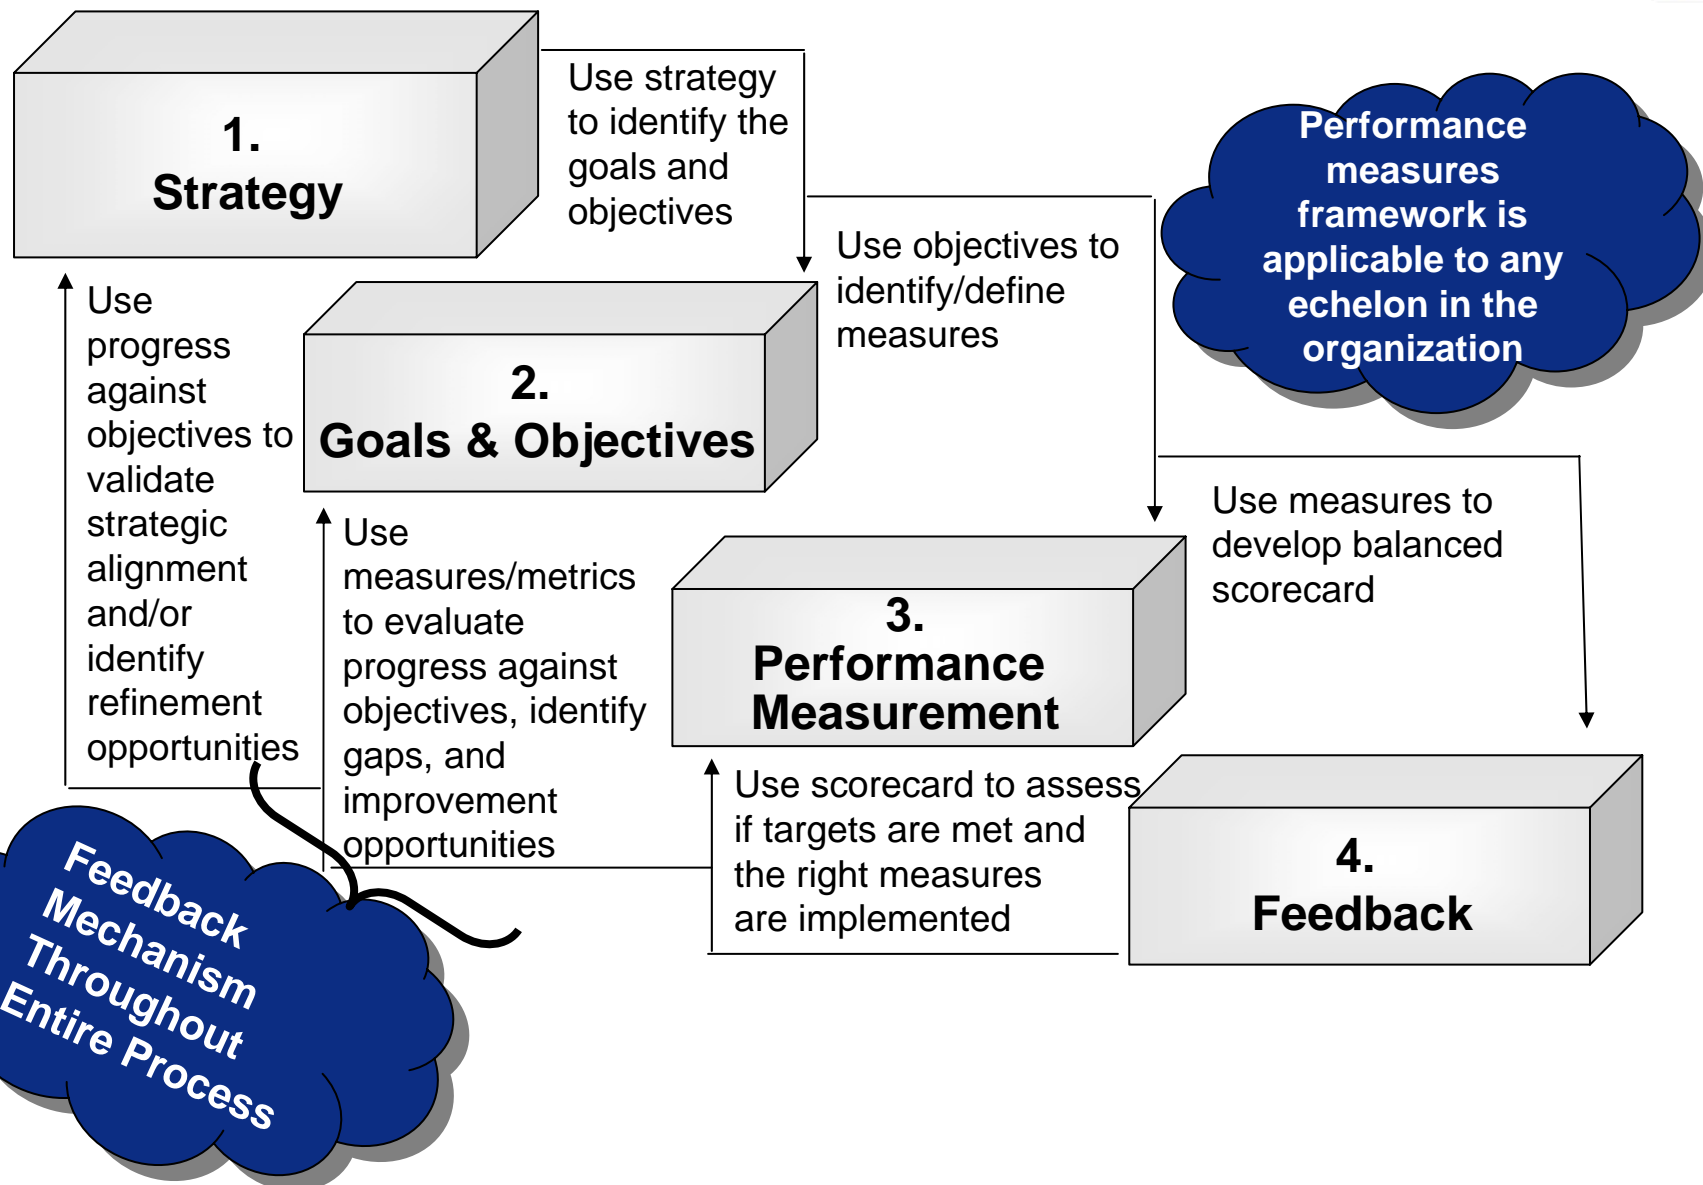 1.
Strategy
Use strategy
to identify the
goals and
objectives
Performance
measures
framework is
applicable to any
echelon in the
organization
Use objectives to
identify/define
measures
Use
progress
against
objectives to
validate
strategic
alignment
and/or
identify
refinement
opportunities
2.
Goals & Objectives
Use
measures/metrics
to evaluate
progress against
objectives, identify
gaps, and
improvement
opportunities
Use measures to
develop balanced
scorecard
3.
Performance
Measurement
Use scorecard to assess
if targets are met and
the right measures
are implemented
4.
Feedback
Feedback
Mechanism
Throughout
Entire Process